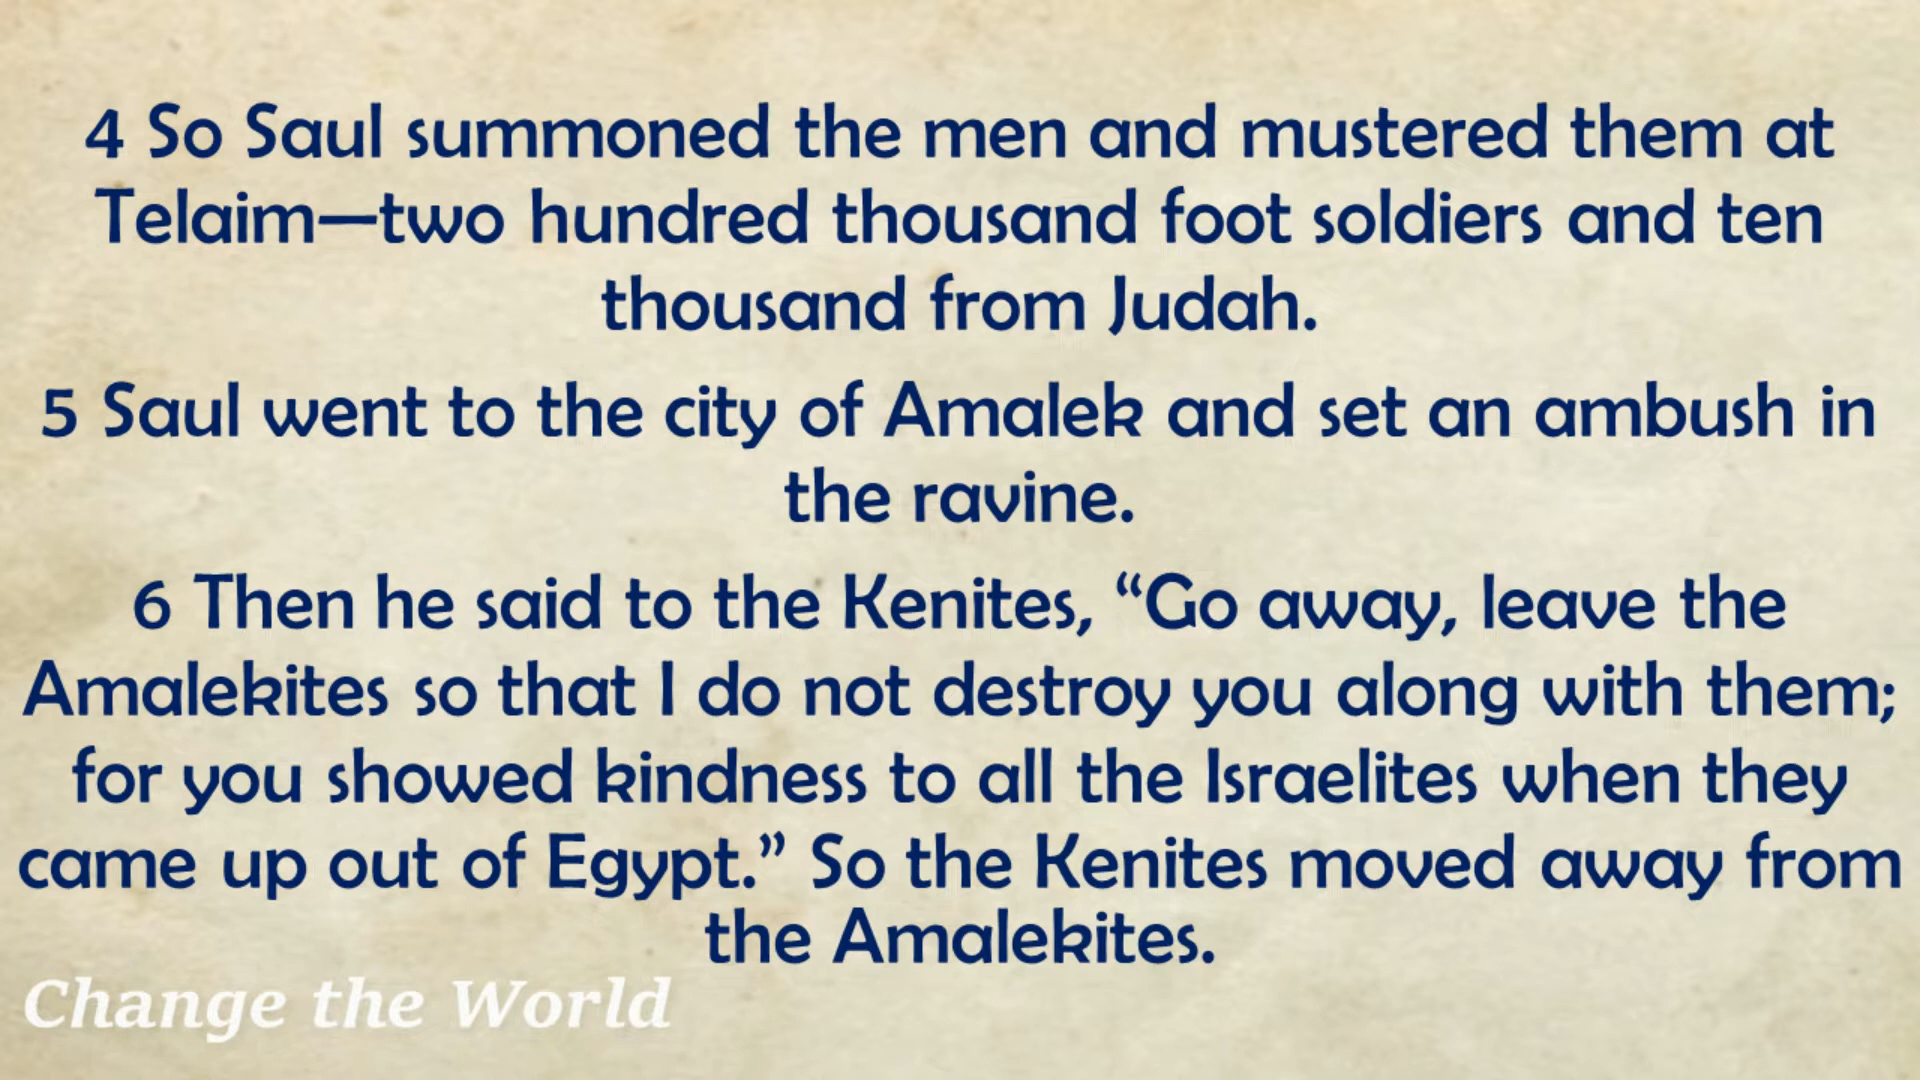 4 So Saul summoned the men and mustered them at
Telaim—two hundred thousand foot soldiers and ten
thousand from Judah.
5 Saul went to the city of Amalek and set an ambush in
the ravine.
6 Then he said to the Kenites, “Go away, leave the
Amalekites so that I do not destroy you along with them;
for you showed kindness to all the Israelites when they
came up out of Egypt.” So the Kenites moved away from
the Amalekites.
Change the World